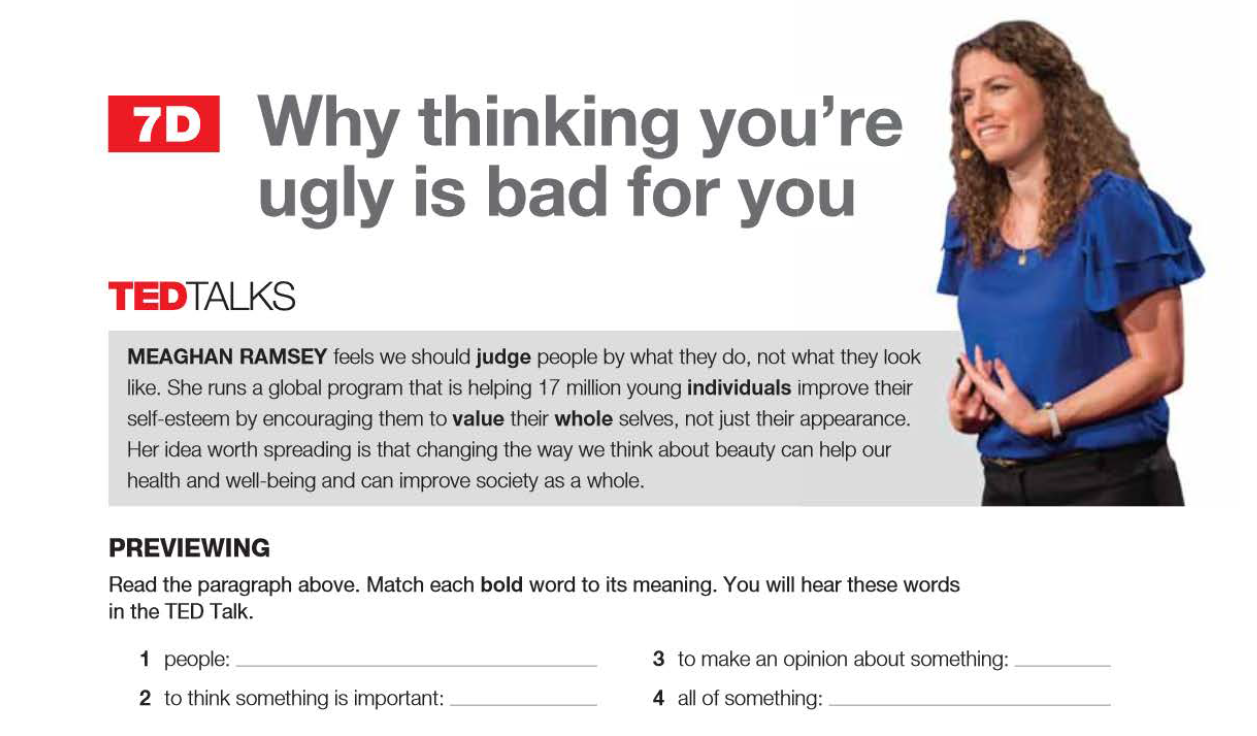 7D
Why thinking you're
ugly is bad for you
TEDTALKS
MEAGHAN RAMSEY feels we should judge people by what they do, not what they look
like. She runs a global program that is helping 17 million young individuals improve their
self-esteem by encouraging them to value their whole selves, not just their appearance.
Her idea worth spreading is that changing the way we think about beauty can help our
health and well-being and can improve society as a whole.
PREVIEWING
Read the paragraph above. Match each bold word to its meaning. You will hear these words
in the TED Talk.
1 people: 
2 to think something is important: 
3 to make an opinion about something: 
4 all of something: